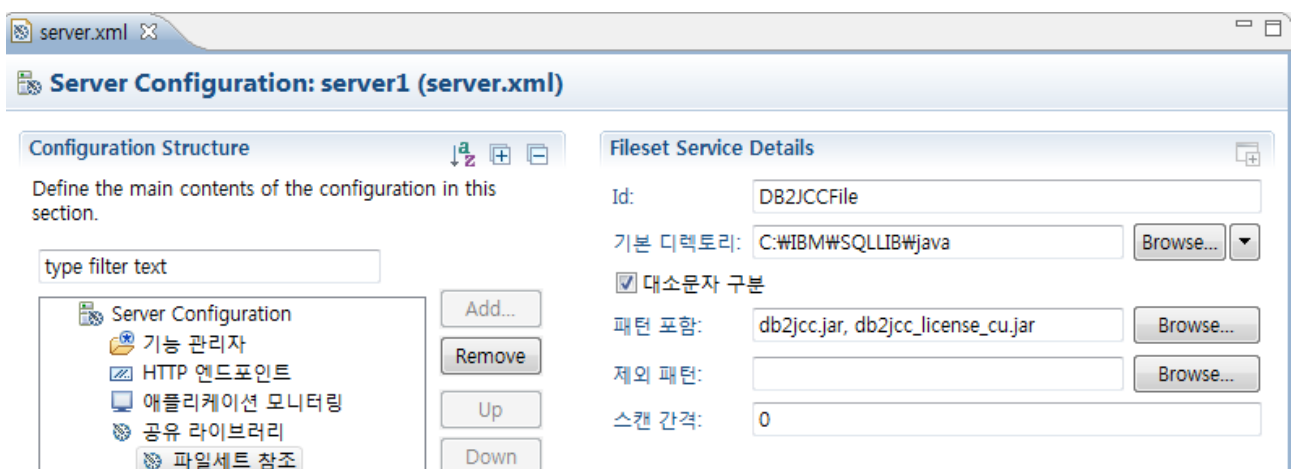 server.xml
Server Configuration: server1 (server.xml)
Configuration Structure
Define the main contents of the configuration in this
section.
type filter text
Server Configuration
기능 관리자
HTTP 엔드포인트
애플리케이션 모니터링
공유 라이브러리
파일세트 참조
Add...
Remove
Up
Down
Fileset Service Details
Id: DB2JCCFile
기본 디렉토리: C:₩IBM₩SQLLIB₩java Browse...
대소문자 구분
패턴 포함: db2jcc.jar, db2jcc_license_cu.jar Browse...
제외 패턴: Browse...
스캔 간격: 0